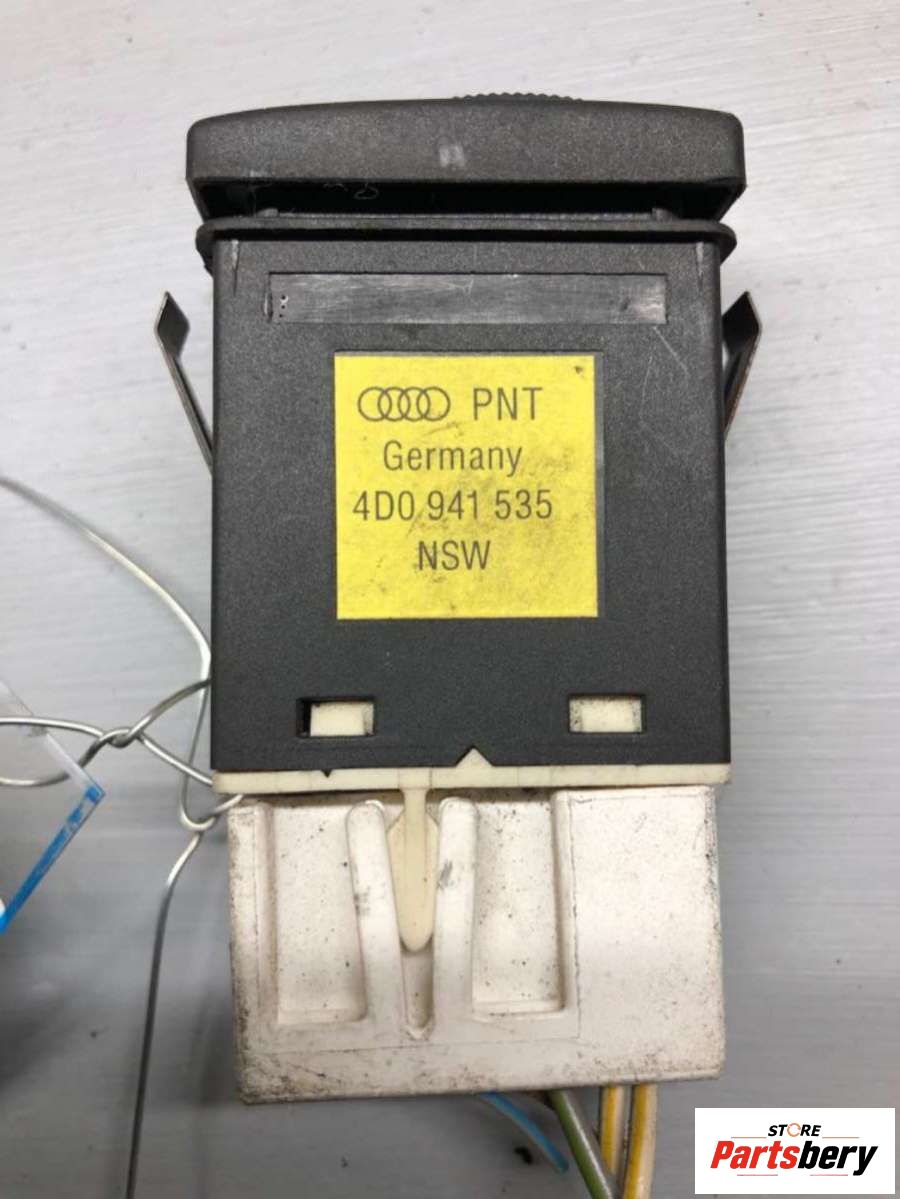 PNT
Germany
4D0 941 535
NSW
STORE
Partsbery